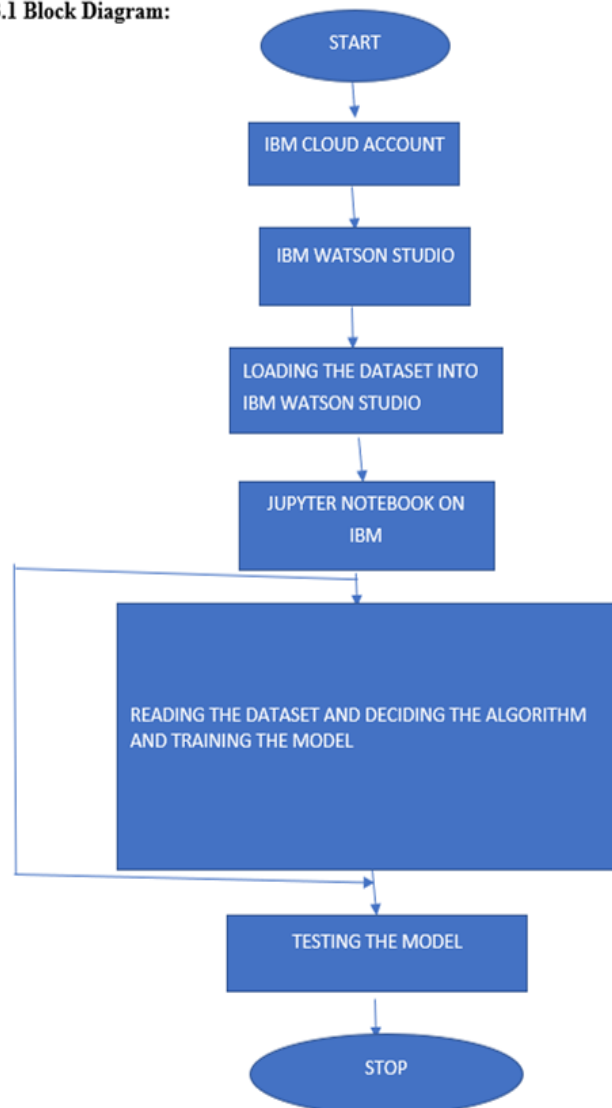 .1 Block Diagram:
START
IBM CLOUD ACCOUNT
IBM WATSON STUDIO
LOADING THE DATASET INTO
IBM WATSON STUDIO
JUPYTER NOTEBOOK ON
IBM
READING THE DATASET AND DECIDING THE ALGORITHM
AND TRAINING THE MODEL
TESTING THE MODEL
STOP